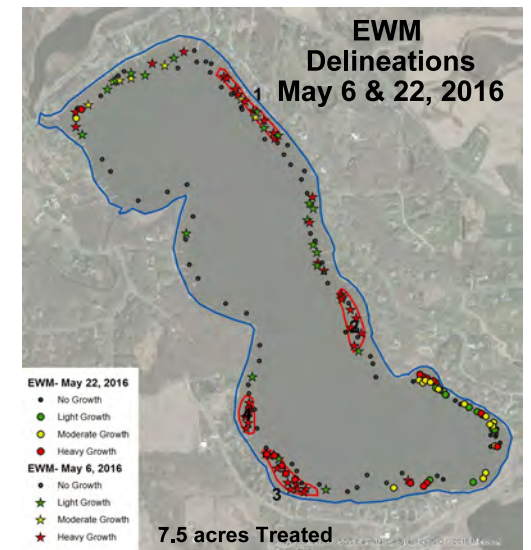 EWM
Delineations
May 6 & 22, 2016
1
2
4
3
EWM- May 22, 2016
No Growth
Light Growth
Moderate Growth
Heavy Growth
EWM- May 6, 2016
No Growth
Light Growth
Moderate Growth
Heavy Growth
7.5 acres Treated